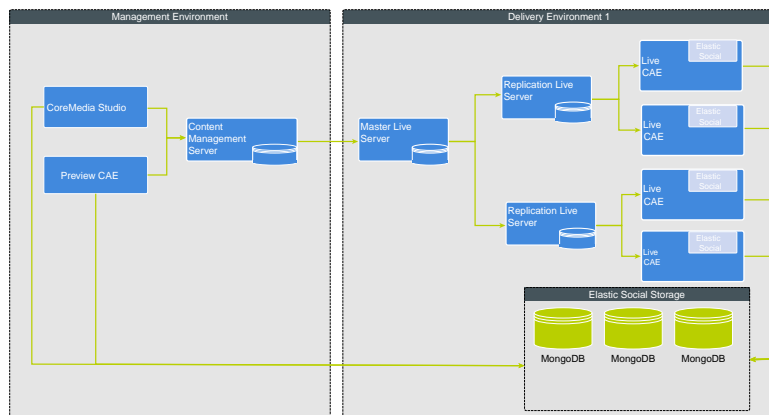 Management Environment
Delivery Environment 1
CoreMedia Studio
Preview CAE
Content
Management
Server
Master Live
Server
Replication Live
Server
Replication Live
Server
Live
CAE
Elastic
Social
Live
CAE
Elastic
Social
Live
CAE
Elastic
Social
Live
CAE
Elastic
Social
Elastic Social Storage
MongoDB
MongoDB
MongoDB